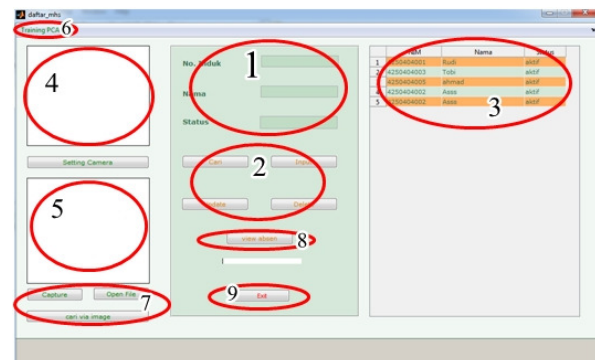 daftar_mhs
Training PCA 6
4
Setting Camera
5
Capture Open File 7
cari via image
1
No. Induk
Nama
Status
2
Cari Input
Update Delete
view absen 8
9 Exit
NIM Nama Status
1 4250404001 Rudi aktif
2 4250404003 Tobi aktif
3 4250404005 ahmad aktif
4 4250404002 Asss aktif
5 4250404002 Asss aktif
3